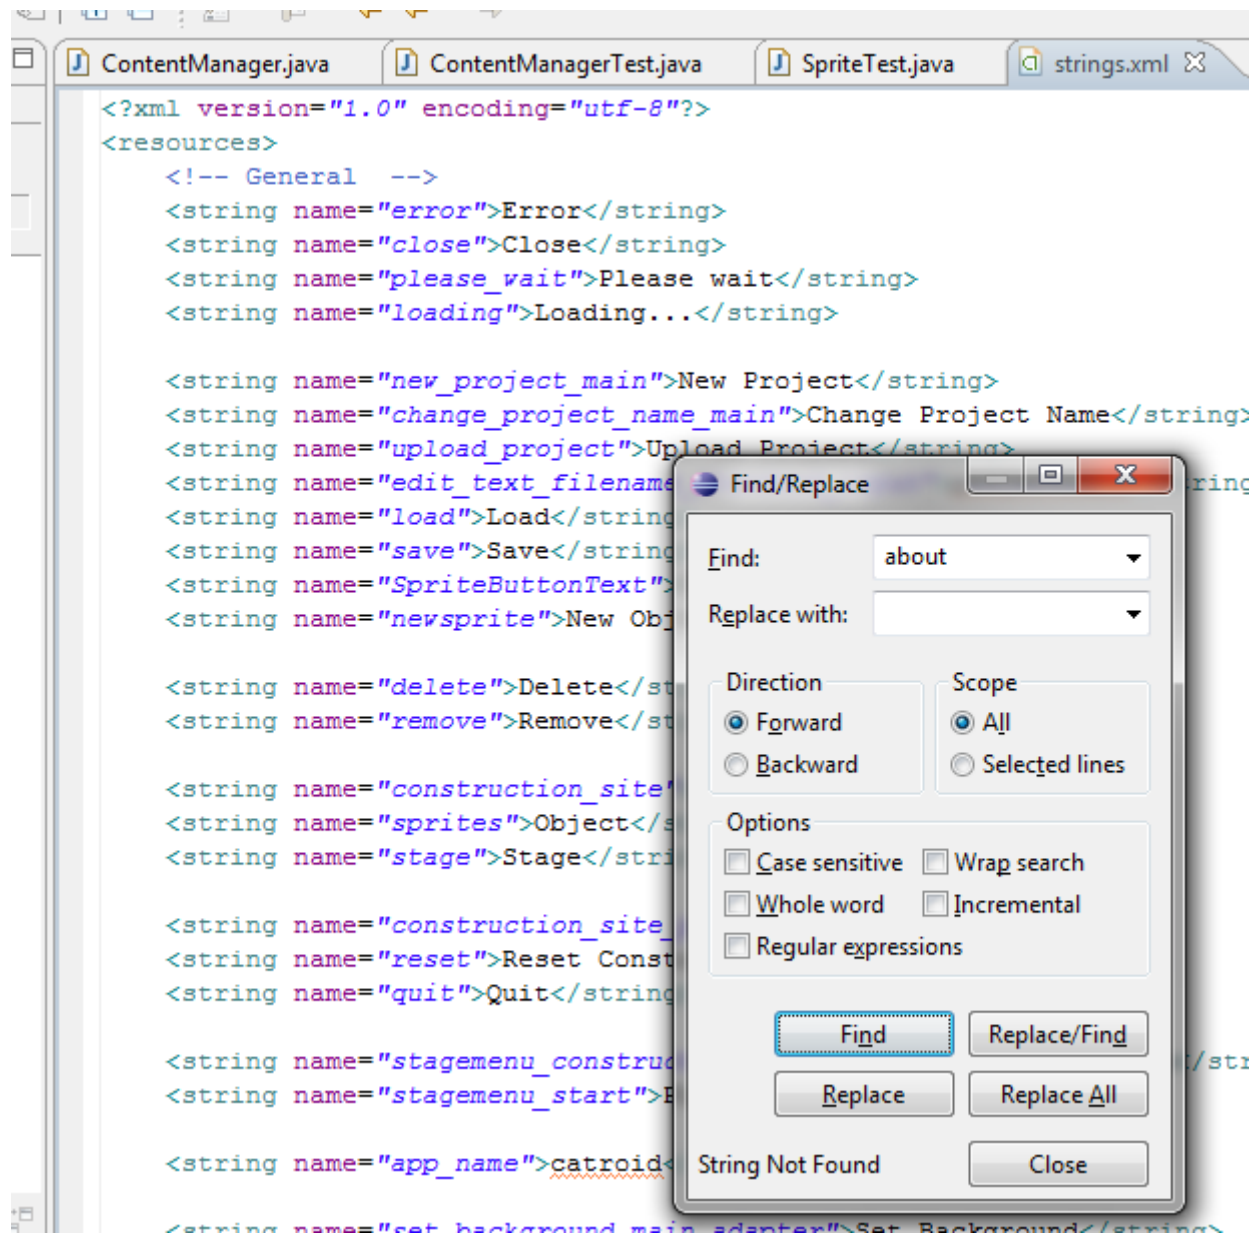 ContentManager.java ContentManagerTest.java SpriteTest.java strings.xml
<?xml version="1.0" encoding="utf-8"?>
<resources>
<!-- General  -->
<string name="error">Error</string>
<string name="close">Close</string>
<string name="please_wait">Please wait</string>
<string name="loading">Loading...</string>
<string name="new_project_main">New Project</string>
<string name="change_project_name_main">Change Project Name</string>
<string name="upload_project">Upload Project</string>
<string name="edit_text_filename
<string name="load">Load</string
<string name="save">Save</string
<string name="SpriteButtonText">
<string name="newsprite">New Obj
<string name="delete">Delete</st
<string name="remove">Remove</st
<string name="construction_site"
<string name="sprites">Object</s
<string name="stage">Stage</stri
<string name="construction_site_
<string name="reset">Reset Const
<string name="quit">Quit</string
<string name="stagemenu_construc /str
<string name="stagemenu_start">
<string name="app_name">catroid<
<string name="set_background_main_adapter">Set Background</string>
Find/Replace
Find: about
Replace with:
Direction Scope
Forward All
Backward Selected lines
Options
Case sensitive Wrap search
Whole word Incremental
Regular expressions
Find Replace/Find
Replace Replace All
String Not Found Close